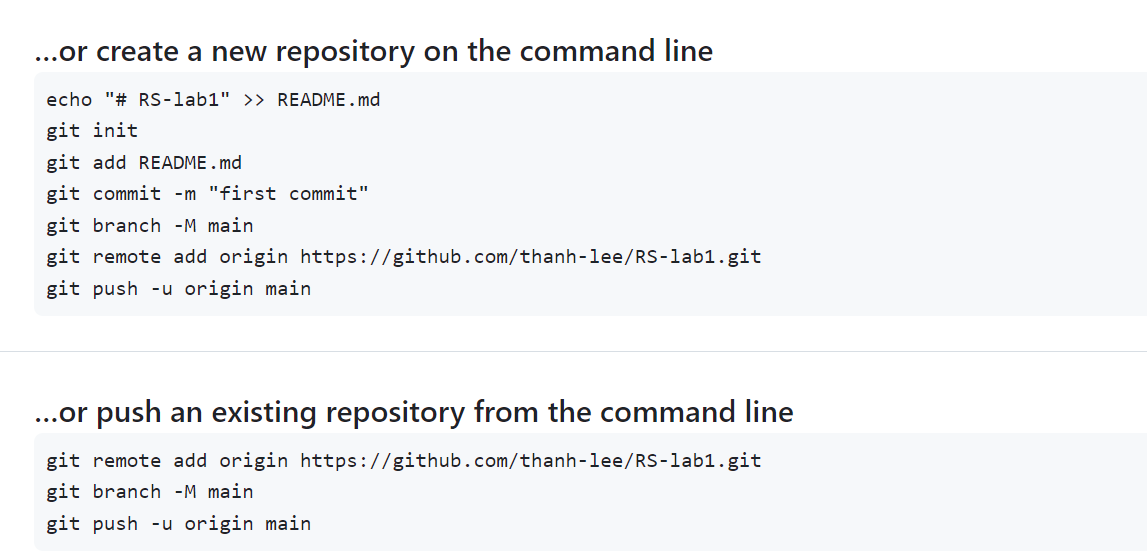 ...or create a new repository on the command line
echo "# RS-lab1" >> README.md
git init
git add README.md
git commit -m "first commit"
git branch -M main
git remote add origin https://github.com/thanh-lee/RS-lab1.git
git push -u origin main
...or push an existing repository from the command line
git remote add origin https://github.com/thanh-lee/RS-lab1.git
git branch -M main
git push -u origin main